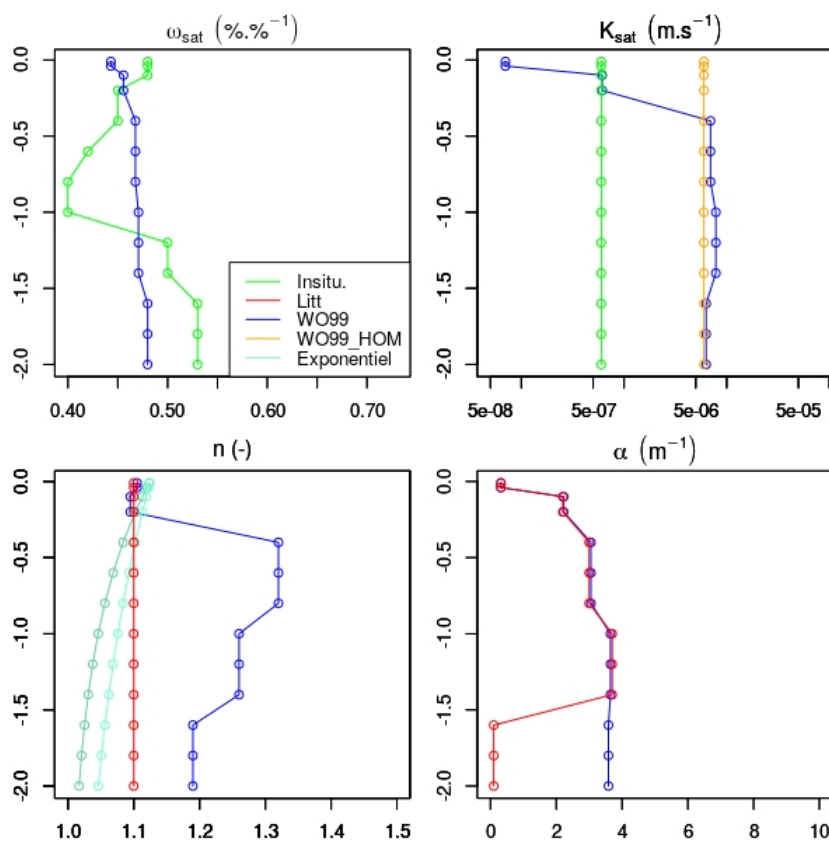 ω_sat (%.%⁻¹)
K_sat (m.s⁻¹)
0.0
-0.5
-1.0
-1.5
-2.0
0.40 0.50 0.60 0.70
Insitu.
Litt
WO99
WO99_HOM
Exponentiel
0.0
-0.5
-1.0
-1.5
-2.0
5e-08 5e-07 5e-06 5e-05
n (-)
α (m⁻¹)
0.0
-0.5
-1.0
-1.5
-2.0
1.0 1.1 1.2 1.3 1.4 1.5
0.0
-0.5
-1.0
-1.5
-2.0
0 2 4 6 8 10